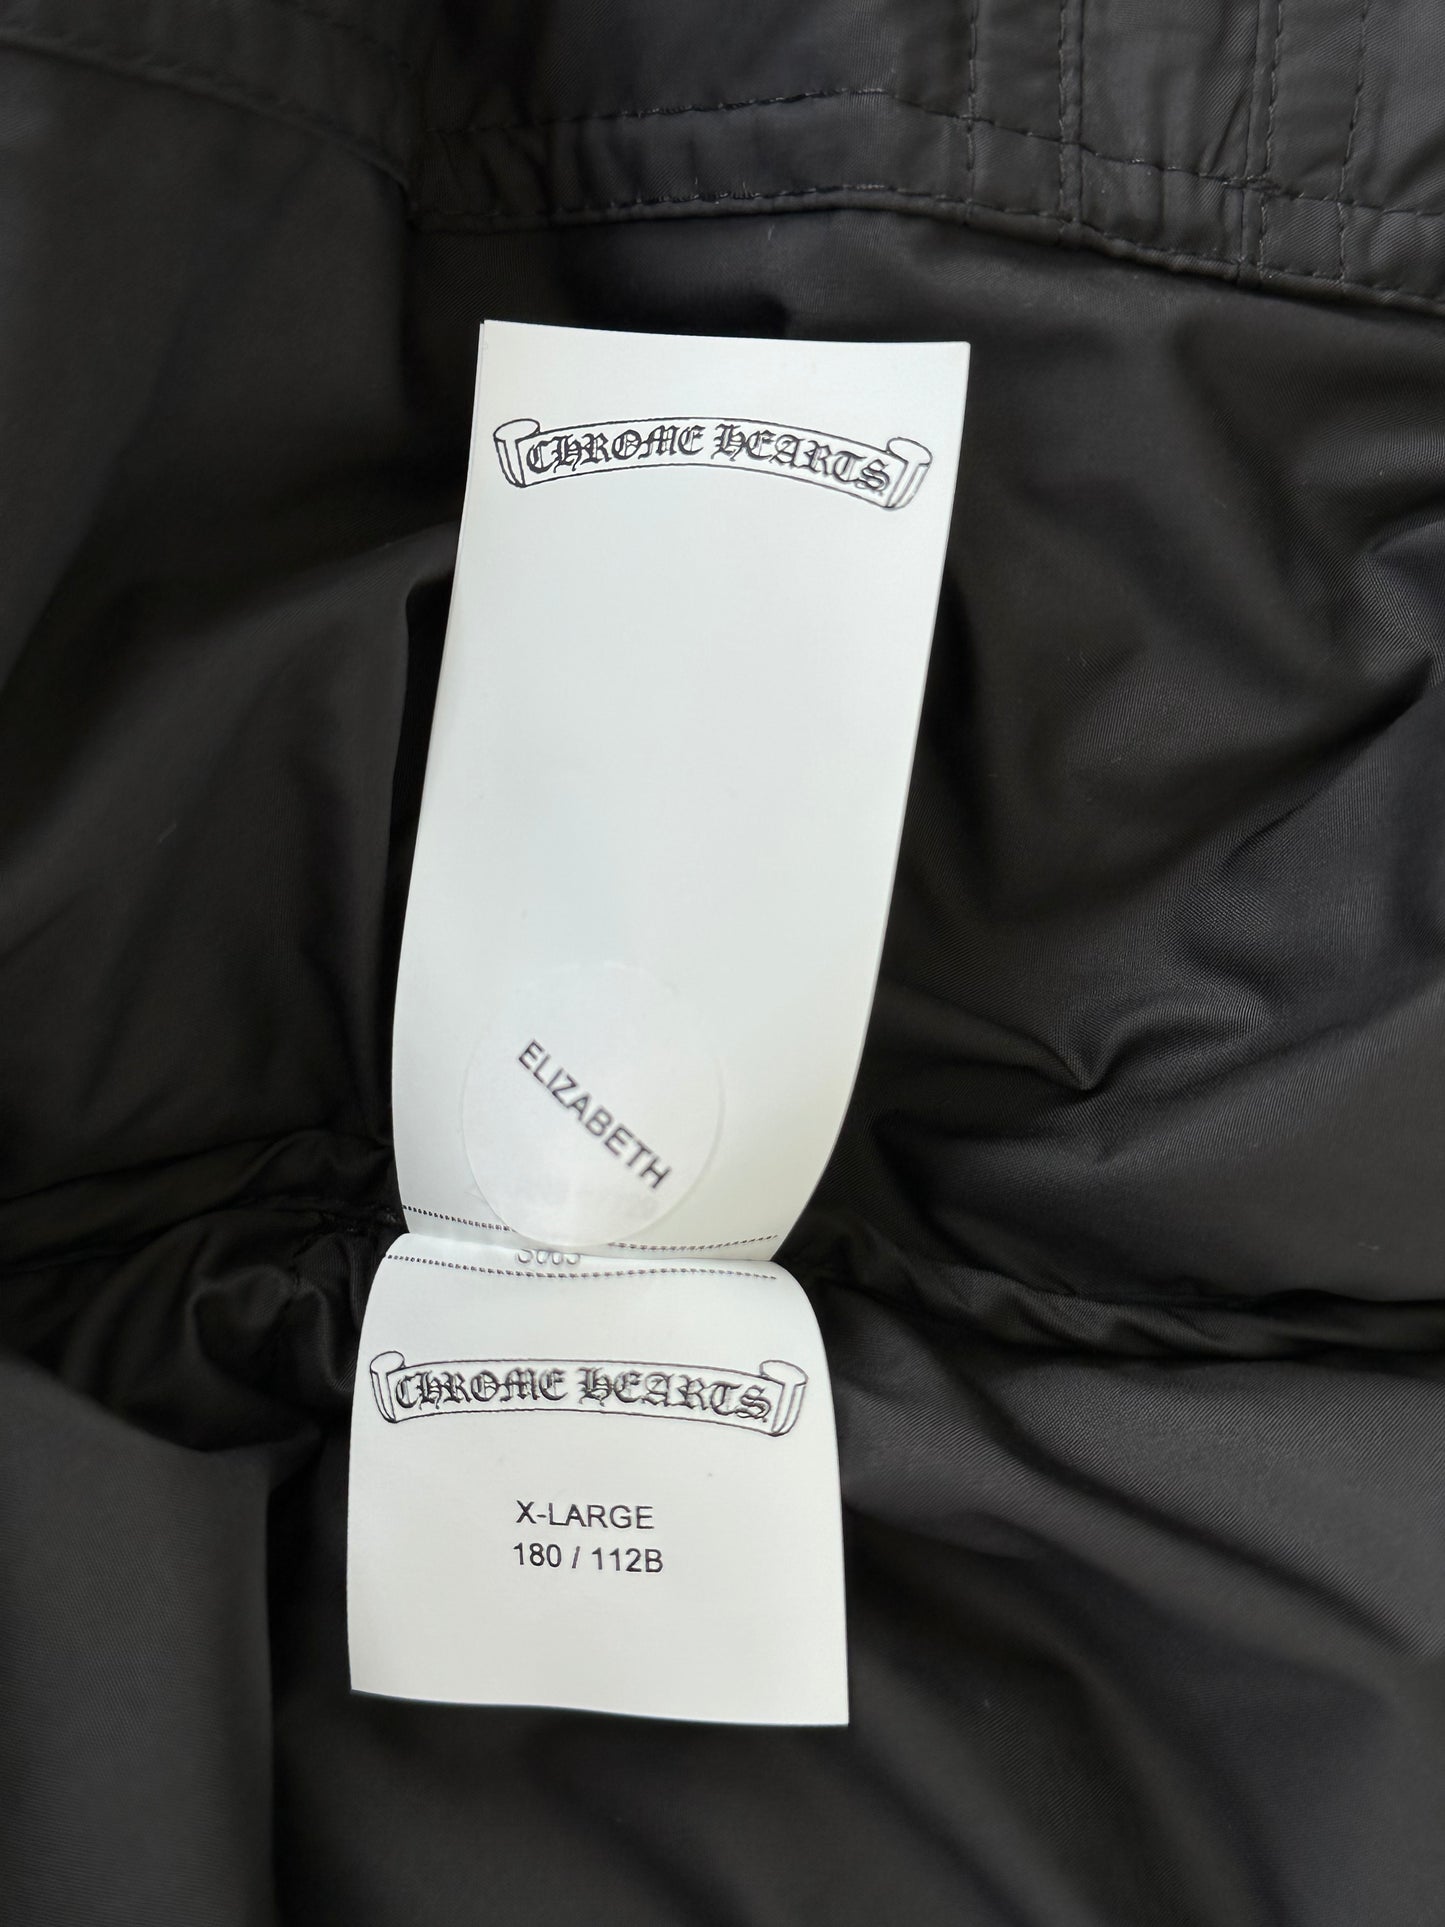 CHROME HEARTS
ELIZABETH
CHROME HEARTS
X-LARGE
180 / 112B